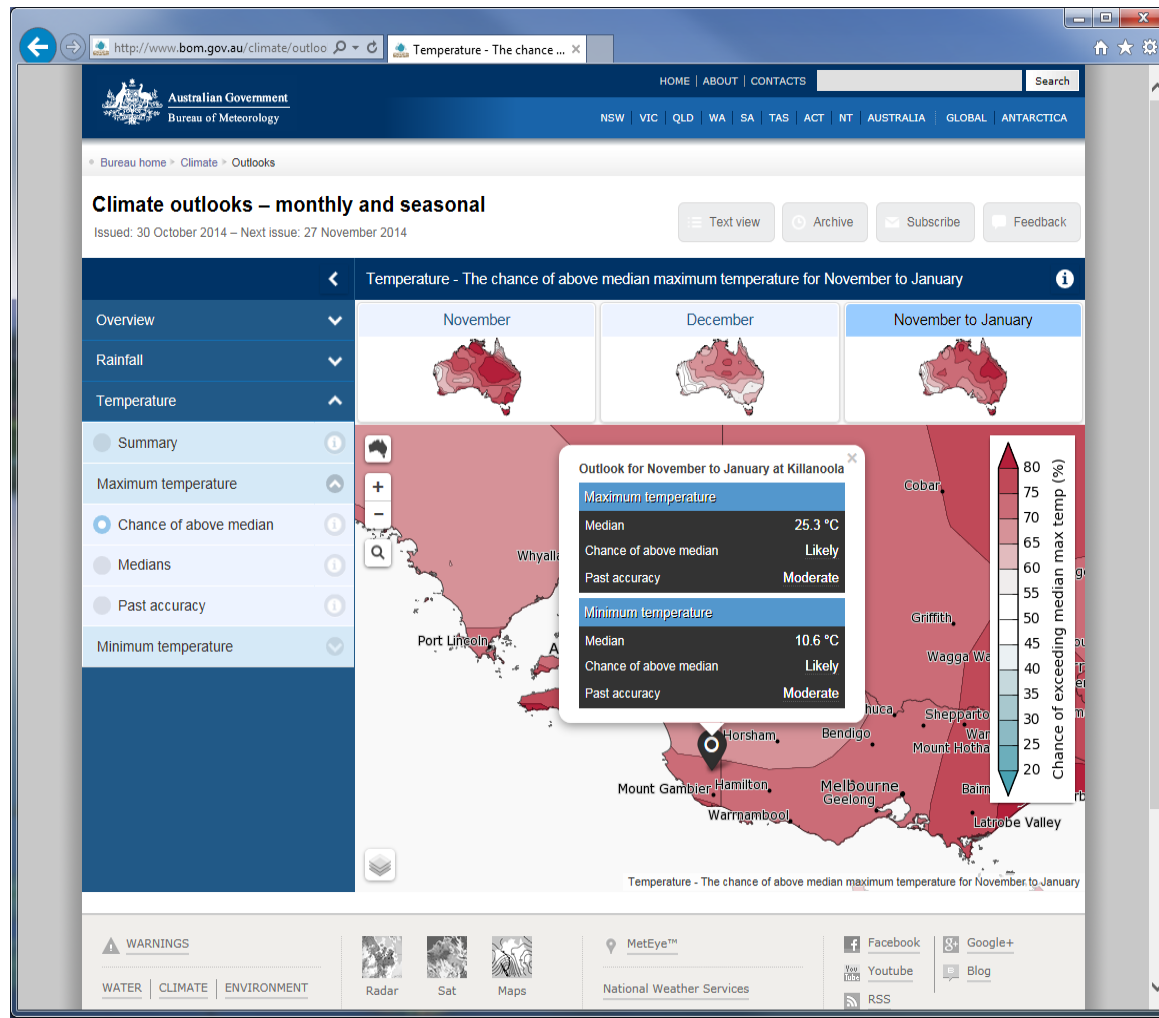 http://www.bom.gov.au/climate/outloo
Temperature - The chance ...
Australian Government
Bureau of Meteorology
HOME | ABOUT | CONTACTS
Search
NSW | VIC | QLD | WA | SA | TAS | ACT | NT | AUSTRALIA | GLOBAL | ANTARCTICA
Bureau home > Climate > Outlooks
Climate outlooks – monthly and seasonal
Issued: 30 October 2014 – Next issue: 27 November 2014
Text view
Archive
Subscribe
Feedback
Temperature - The chance of above median maximum temperature for November to January
Overview
Rainfall
Temperature
Summary
Maximum temperature
Chance of above median
Medians
Past accuracy
Minimum temperature
November
December
November to January
Outlook for November to January at Killanoola
Maximum temperature
Median 25.3 °C
Chance of above median Likely
Past accuracy Moderate
Minimum temperature
Median 10.6 °C
Chance of above median Likely
Past accuracy Moderate
Cobar
Whyalla
Griffith
Port Lincoln
Wagga Wa
huca
Shepparto
Horsham
Bendigo
Mount Hotha
Mount Gambier
Hamilton
Melbourne
Geelong
Bairn
Warrnambool
Latrobe Valley
80
75
70
65
60
55
50
45
40
35
30
25
20
Chance of exceeding median max temp (%)
Temperature - The chance of above median maximum temperature for November to January
WARNINGS
WATER | CLIMATE | ENVIRONMENT
Radar
Sat
Maps
MetEye™
National Weather Services
Facebook
Google+
Youtube
Blog
RSS